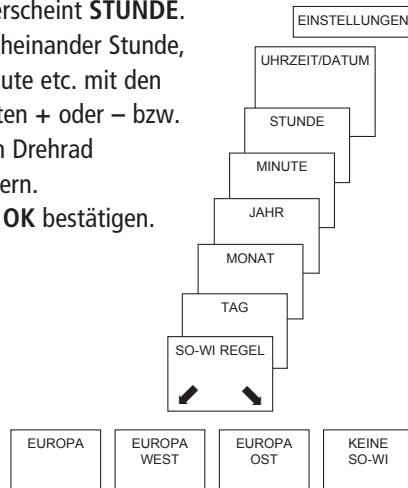 erscheint STUNDE.
heinander Stunde,
ute etc. mit den
ten + oder – bzw.
Drehrad
ern.
OK bestätigen.
EINSTELLUNGEN
UHRZEIT/DATUM
STUNDE
MINUTE
JAHR
MONAT
TAG
SO-WI REGEL
EUROPA
EUROPA
WEST
EUROPA
OST
KEINE
SO-WI